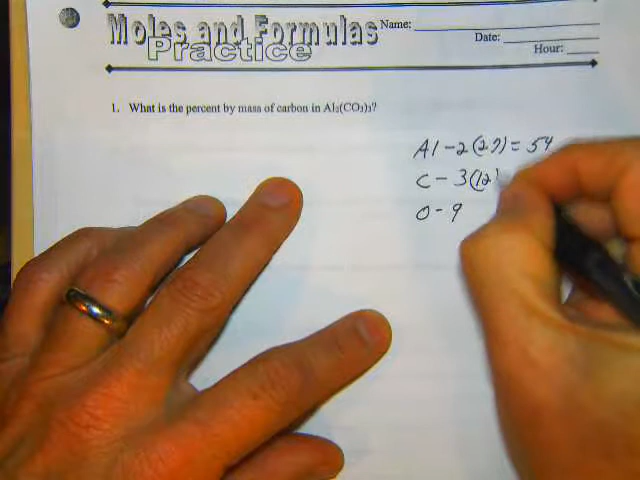 Moles and Formulas
Practice
Name:
Date:
Hour:
1. What is the percent by mass of carbon in Al₂(CO₃)₃?
Al - 2(27) = 54
C - 3(12)
O - 9